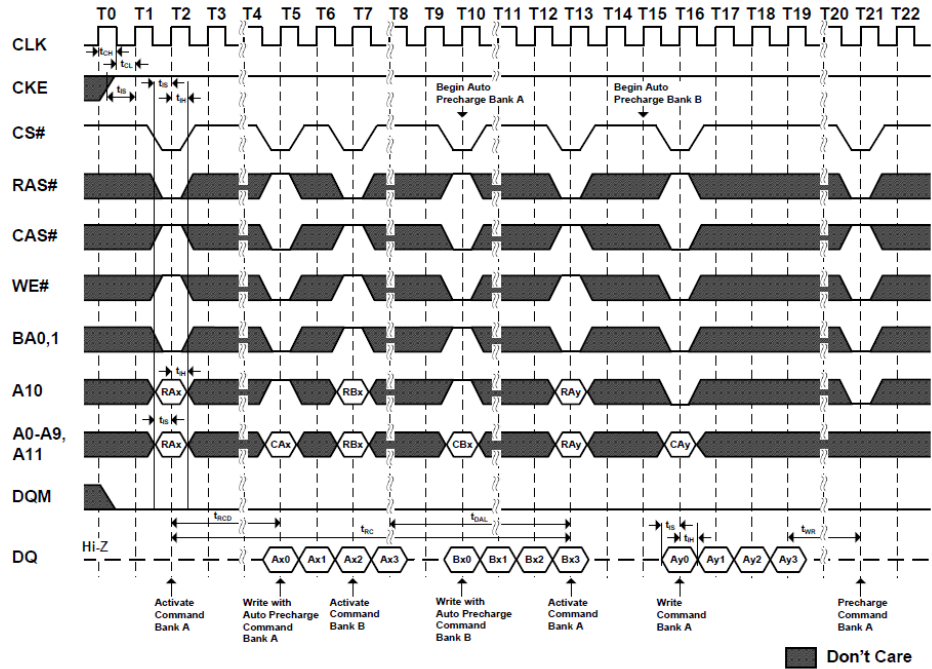 T0 T1 T2 T3 T4 T5 T6 T7 T8 T9 T10 T11 T12 T13 T14 T15 T16 T17 T18 T19 T20 T21 T22
CLK
tCH
tCL
CKE
tIS
tIS
tIH
Begin Auto
Precharge Bank A
Begin Auto
Precharge Bank B
CS#
RAS#
CAS#
WE#
BA0,1
tIH
A10
RAx RBx RAy
tIS
A0-A9,
A11
RAx CAx RBx CBx RAy CAy
DQM
tRCD
tRC
tDAL
tIS
tIH
tWR
Hi-Z
DQ
Ax0 Ax1 Ax2 Ax3 Bx0 Bx1 Bx2 Bx3 Ay0 Ay1 Ay2 Ay3
Activate
Command
Bank A
Write with
Auto Precharge
Command
Bank A
Activate
Command
Bank B
Write with
Auto Precharge
Command
Bank B
Activate
Command
Bank A
Write
Command
Bank A
Precharge
Command
Bank A
Don't Care